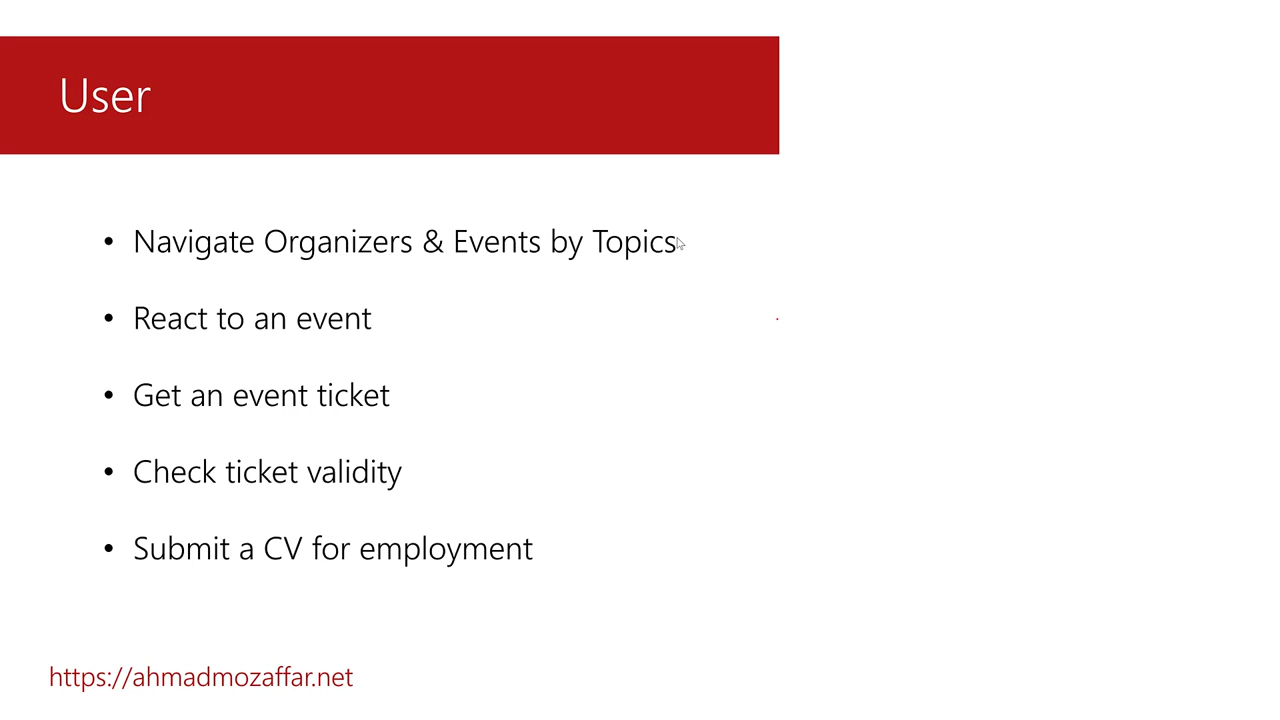 User
• Navigate Organizers & Events by Topics
• React to an event
• Get an event ticket
• Check ticket validity
• Submit a CV for employment
https://ahmadmozaffar.net